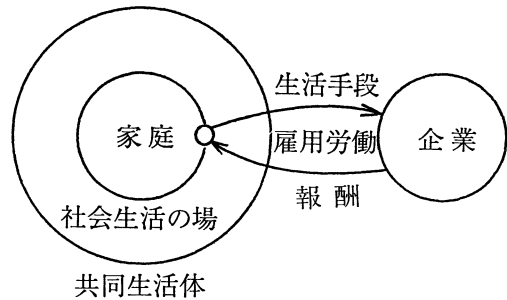 生活手段
家庭
雇用労働
企業
報酬
社会生活の場
共同生活体